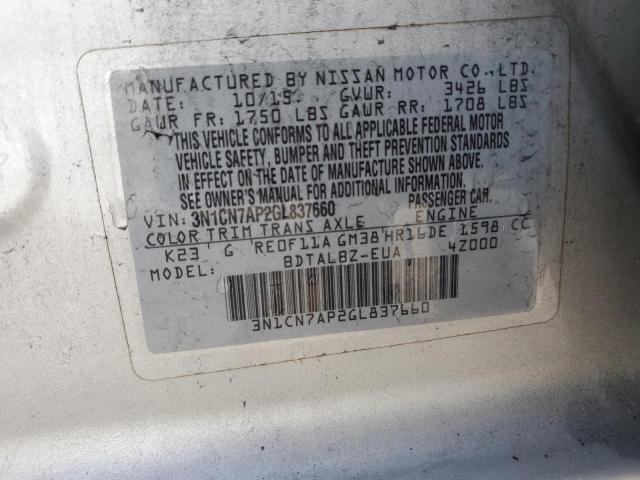 MANUFACTURED BY NISSAN MOTOR CO., LTD.
DATE: 10/15 GVWR: 3426 LBS
GAWR FR: 1750 LBS GAWR RR: 1708 LBS
THIS VEHICLE CONFORMS TO ALL APPLICABLE FEDERAL MOTOR
VEHICLE SAFETY, BUMPER AND THEFT PREVENTION STANDARDS
IN EFFECT ON THE DATE OF MANUFACTURE SHOWN ABOVE.
SEE OWNER'S MANUAL FOR ADDITIONAL INFORMATION.
VIN: 3N1CN7AP2GL837660 PASSENGER CAR
COLOR TRIM TRANS AXLE ENGINE
K23 G RE0F11A GM38 HR16DE 1598 CC
MODEL: BDTALBZ-EUA 4Z000
3N1CN7AP2GL837660